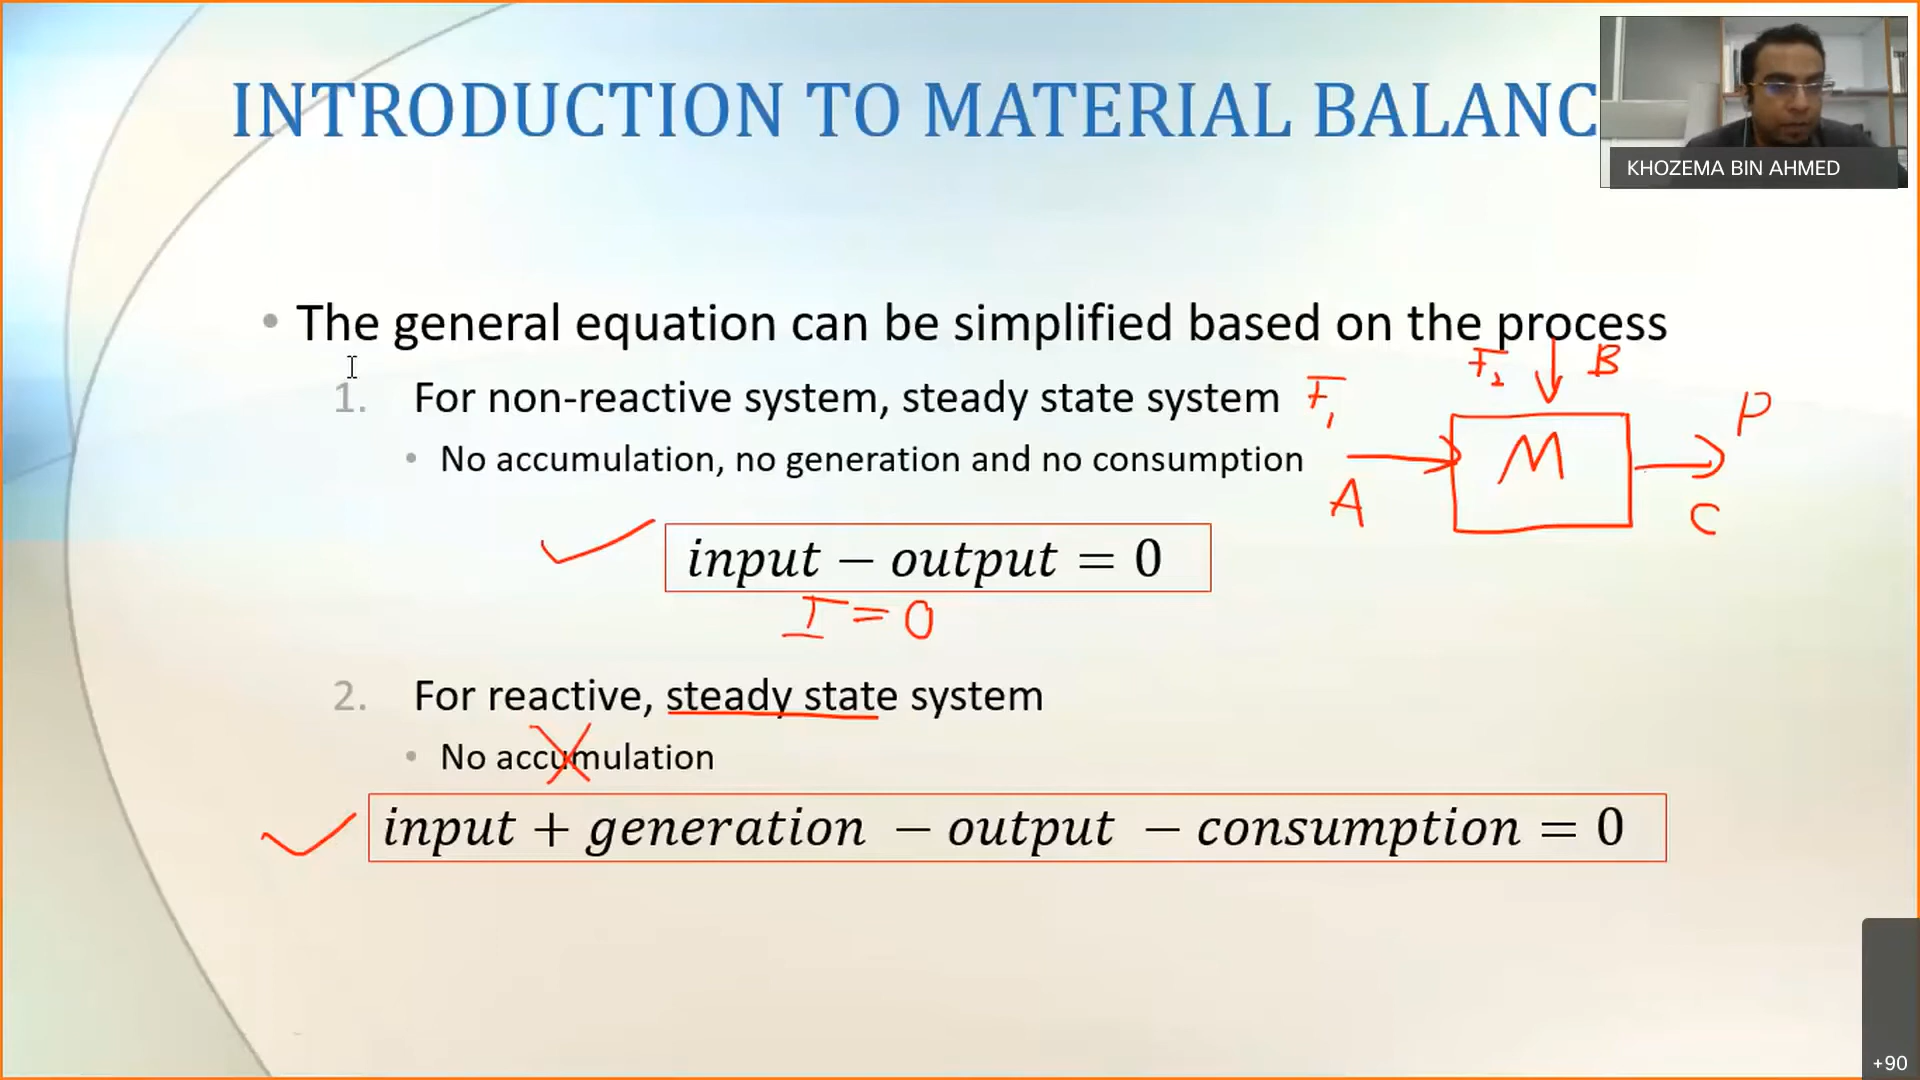 INTRODUCTION TO MATERIAL BALANC
KHOZEMA BIN AHMED
• The general equation can be simplified based on the process
1. For non-reactive system, steady state system
• No accumulation, no generation and no consumption
F₁
F₂
B
P
M
A
C
input − output = 0
I = O
2. For reactive, steady state system
• No accumulation
input + generation − output − consumption = 0
+90